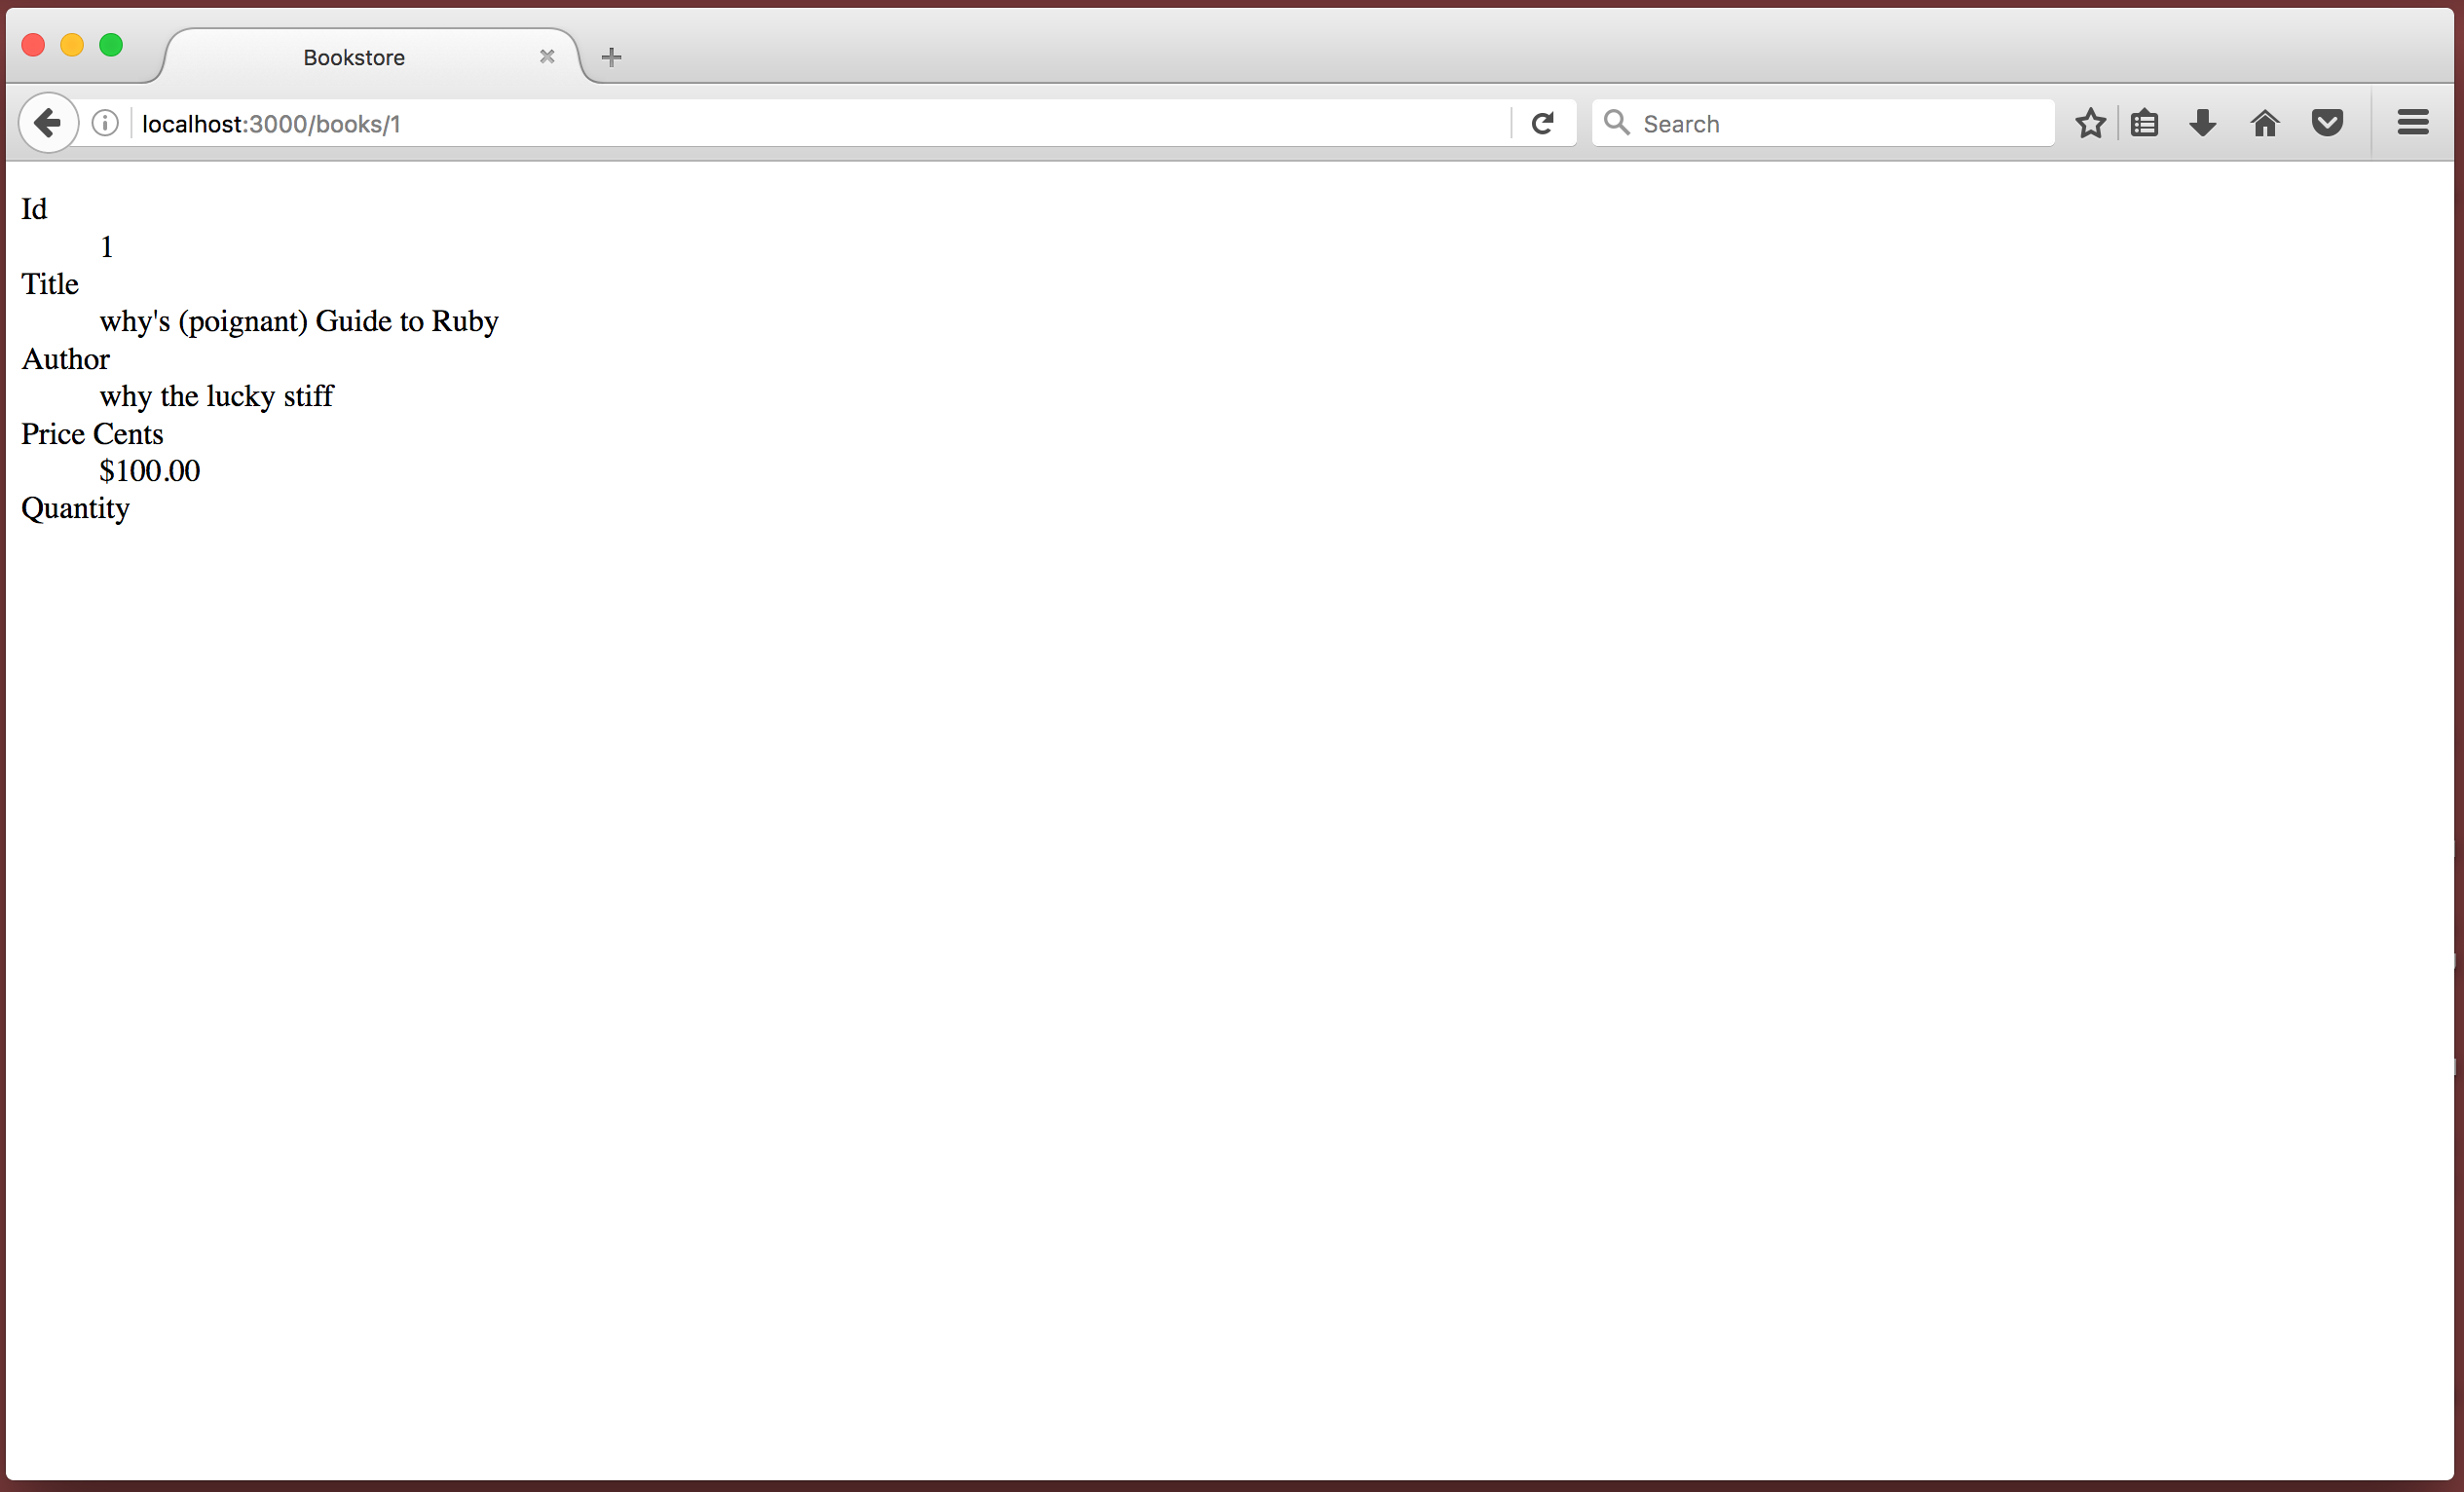 Bookstore
localhost:3000/books/1
Search
Id
1
Title
why's (poignant) Guide to Ruby
Author
why the lucky stiff
Price Cents
$100.00
Quantity